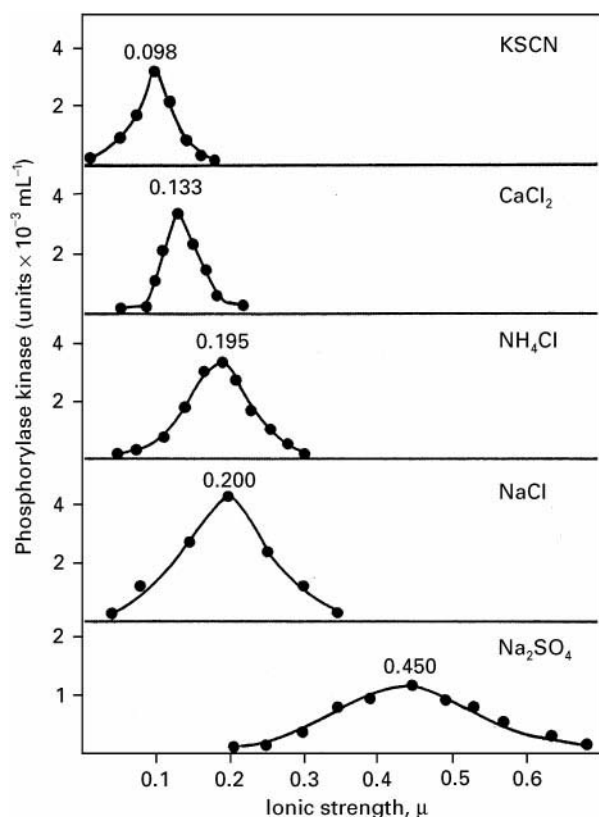 Phosphorylase kinase (units × 10⁻³ mL⁻¹)
4
2
0.098
KSCN
4
2
0.133
CaCl₂
4
2
0.195
NH₄Cl
4
2
0.200
NaCl
2
1
0.450
Na₂SO₄
0.1 0.2 0.3 0.4 0.5 0.6
Ionic strength, μ